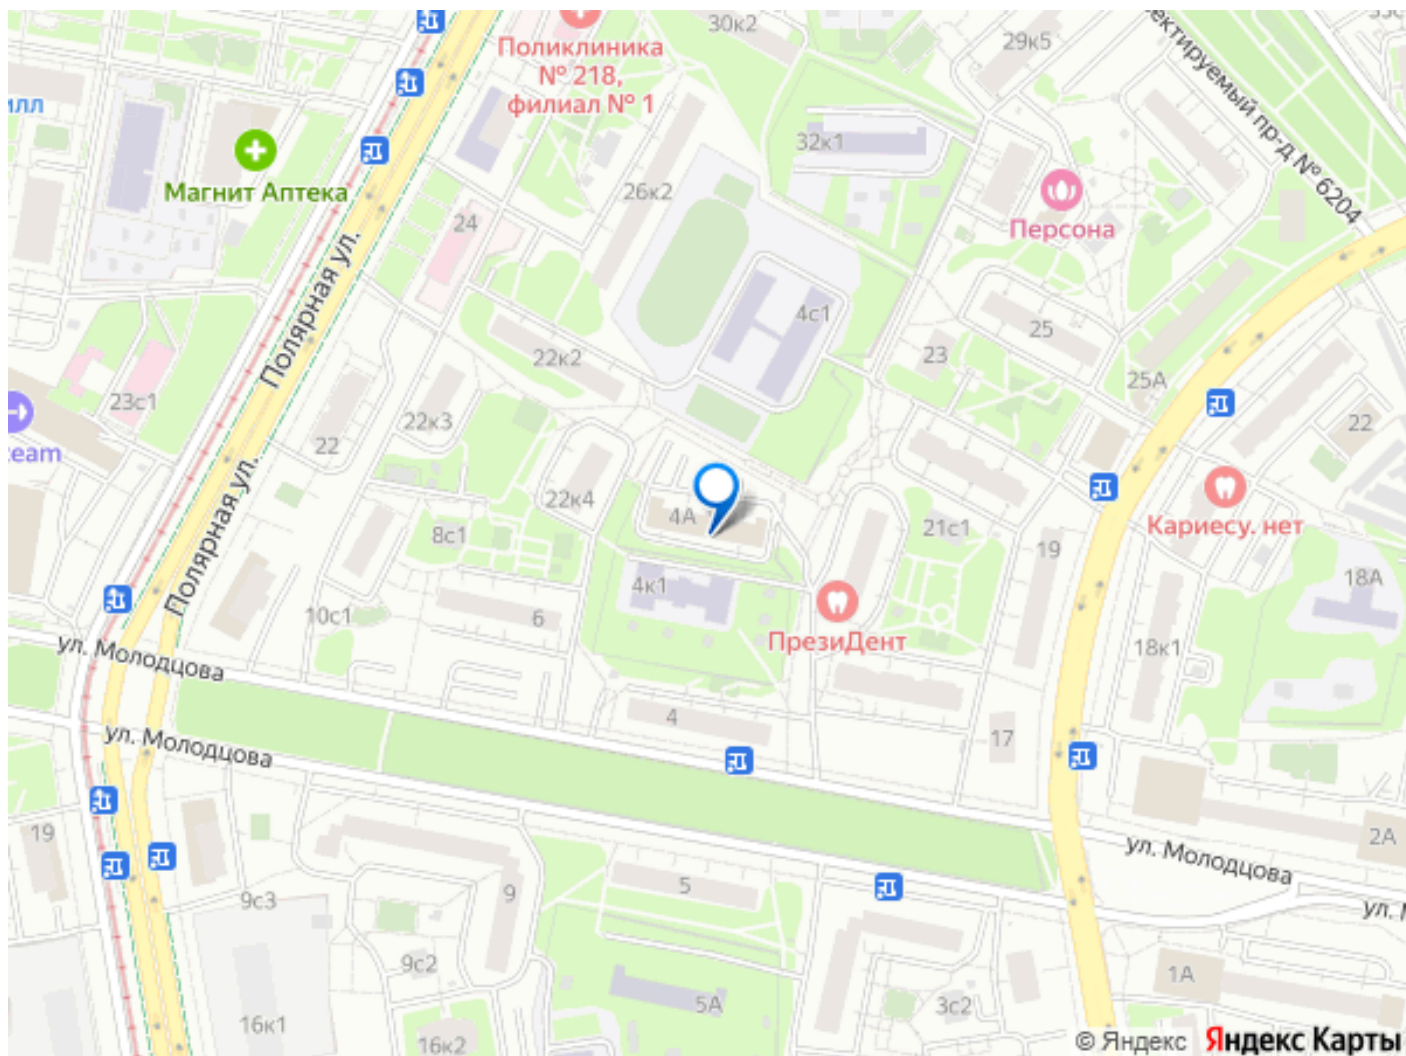 30к2
29к5
Поликлиника
№ 218,
филиал № 1
ектируемый пр-д № 6204
илл
Магнит Аптека
32к1
26к2
24
Персона
Полярная ул.
4с1
25
22к2
23
25А
23с1
22к3
22
22
eam
Полярная ул.
22к4
4А
Кариесу. нет
8с1
21с1
19
4к1
18А
10с1
6
ПрезиДент
18к1
ул. Молодцова
4
17
ул. Молодцова
19
2А
ул. Молодцова
5
9
9с3
ул.
9с2
1А
5А
3с2
16к1
16к2
© Яндекс Яндекс Карты